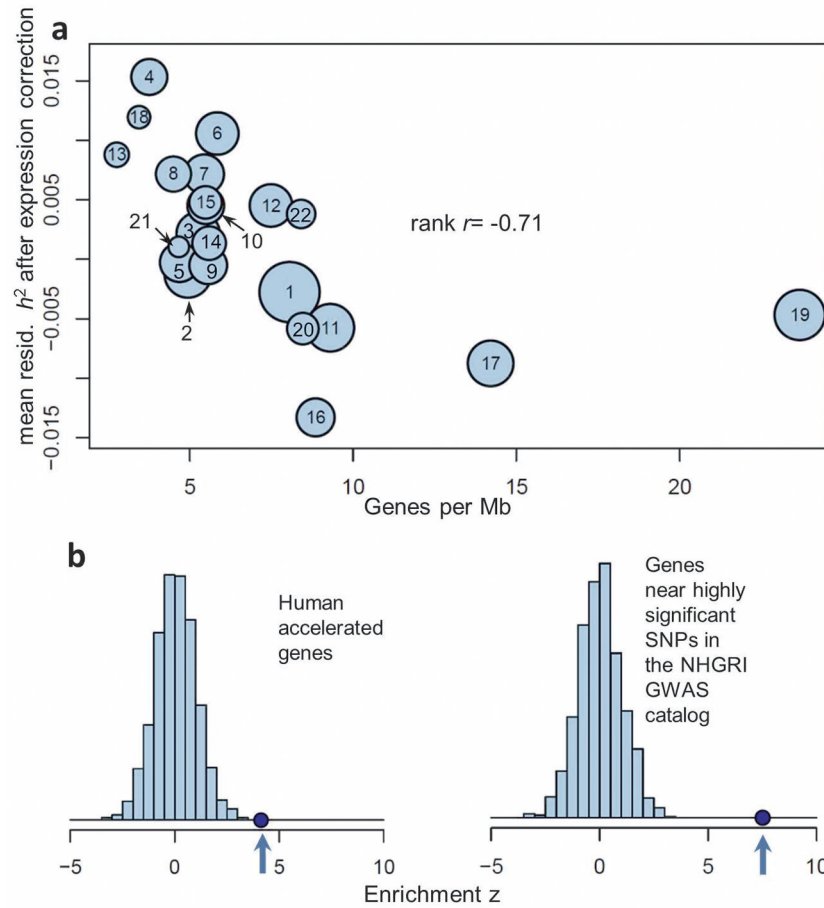 a
mean resid. h² after expression correction
0.015
0.005
−0.005
−0.015
4
18
13
6
8
7
15
12
22
21
3
10
14
5
9
2
1
20
11
19
17
16
rank r= -0.71
5
10
15
20
Genes per Mb
b
Human
accelerated
genes
Genes
near highly
significant
SNPs in
the NHGRI
GWAS
catalog
−5
0
5
10
−5
0
5
10
Enrichment z